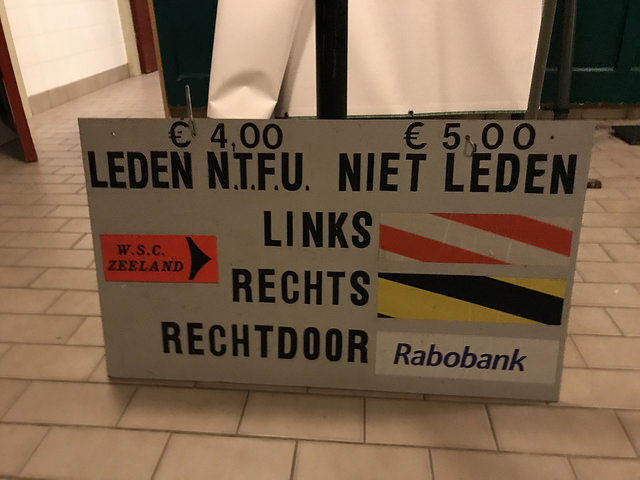 € 4,00 € 5,00
LEDEN N.T.F.U. NIET LEDEN
LINKS
W.S.C.
ZEELAND
RECHTS
RECHTDOOR Rabobank